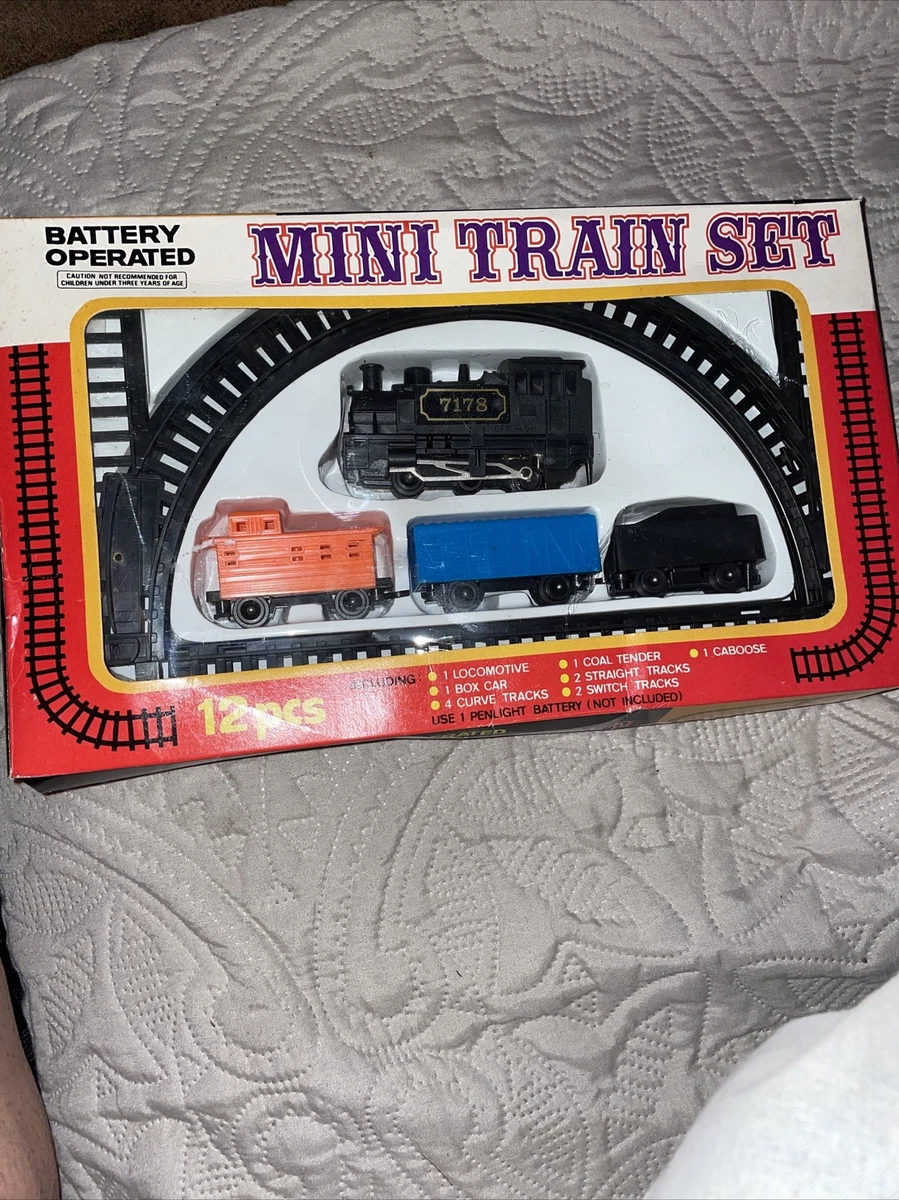 BATTERY
OPERATED
CAUTION NOT RECOMMENDED FOR
CHILDREN UNDER THREE YEARS OF AGE
MINI TRAIN SET
7178
12 pcs
1 LOCOMOTIVE
1 BOX CAR
4 CURVE TRACKS
1 COAL TENDER
2 STRAIGHT TRACKS
2 SWITCH TRACKS
1 CABOOSE
USE 1 PENLIGHT BATTERY (NOT INCLUDED)